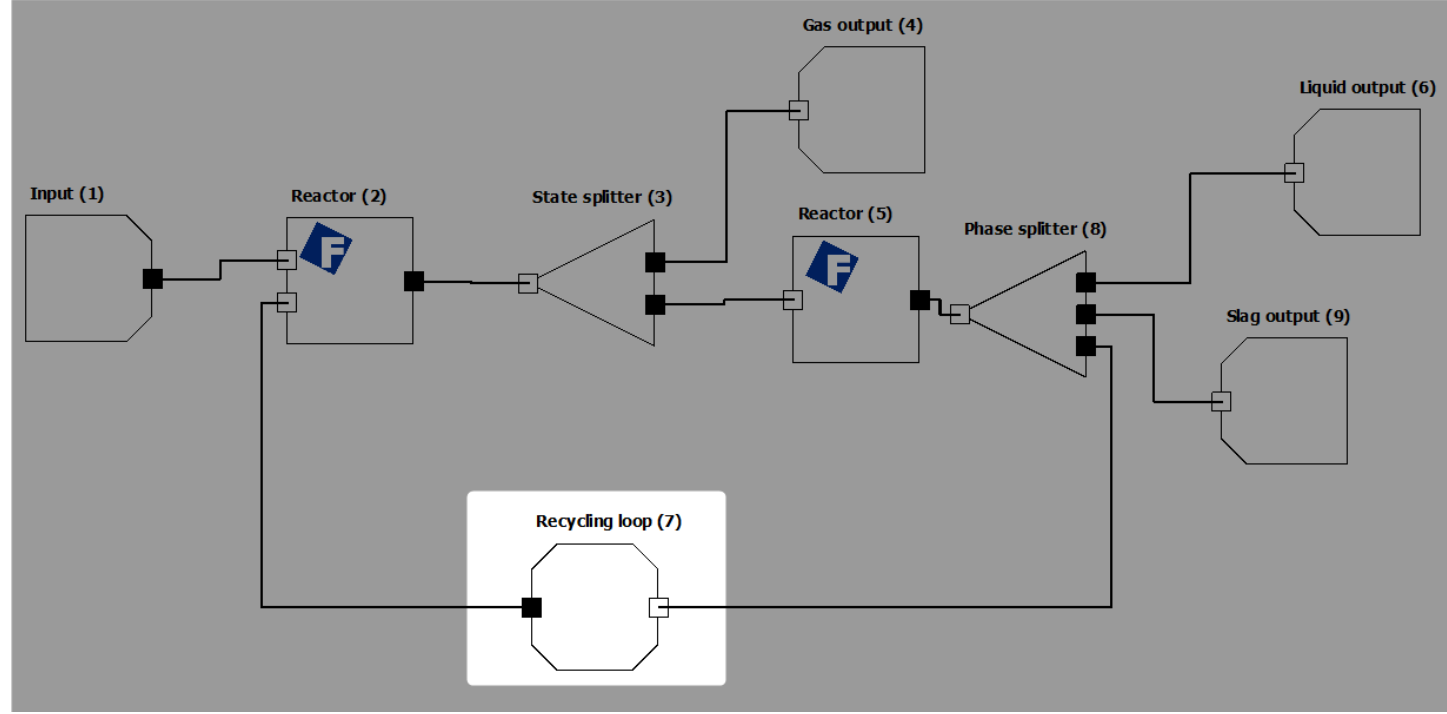 Gas output (4)
Liquid output (6)
Input (1)
Reactor (2)
State splitter (3)
Reactor (5)
Phase splitter (8)
Slag output (9)
Recycling loop (7)
F
F